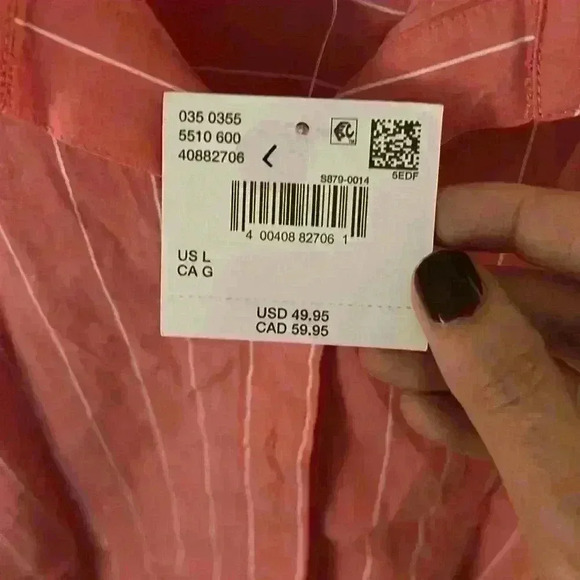 035 0355
5510 600
40882706
5EDF
S879-0014
4 00408 82706 1
US L
CA G
USD 49.95
CAD 59.95